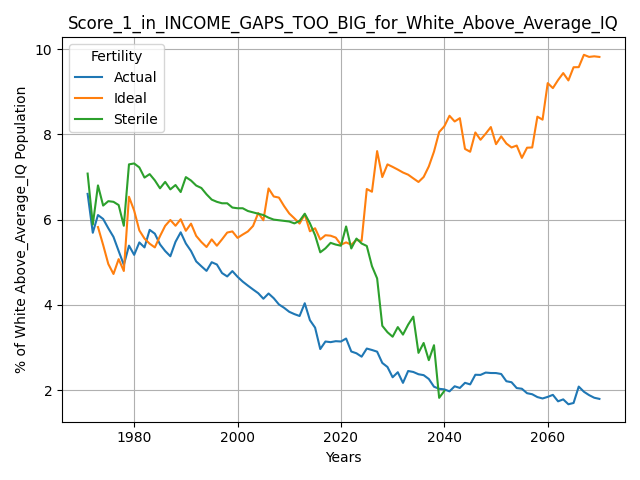 Score_1_in_INCOME_GAPS_TOO_BIG_for_White_Above_Average_IQ
% of White Above_Average_IQ Population
10
8
6
4
2
Fertility
Actual
Ideal
Sterile
1980 2000 2020 2040 2060
Years